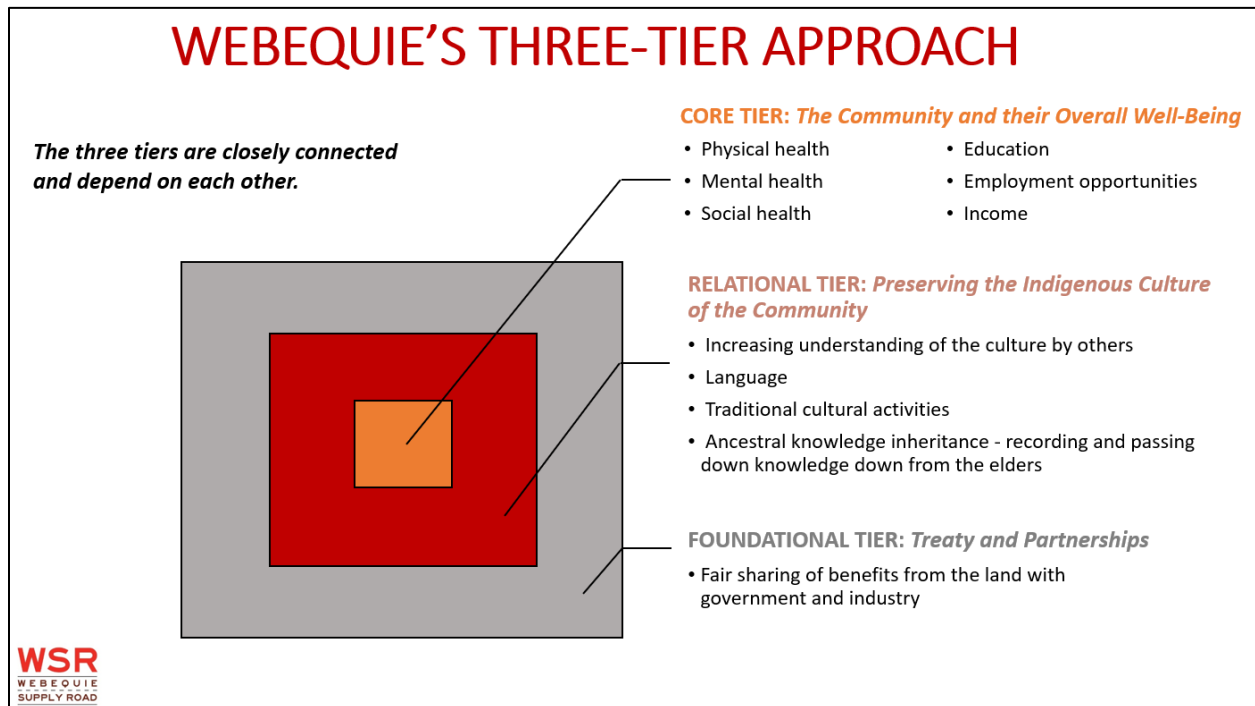 WEBEQUIE'S THREE-TIER APPROACH
The three tiers are closely connected
and depend on each other.
CORE TIER: The Community and their Overall Well-Being
• Physical health
• Mental health
• Social health
• Education
• Employment opportunities
• Income
RELATIONAL TIER: Preserving the Indigenous Culture
of the Community
• Increasing understanding of the culture by others
• Language
• Traditional cultural activities
• Ancestral knowledge inheritance - recording and passing
down knowledge down from the elders
FOUNDATIONAL TIER: Treaty and Partnerships
• Fair sharing of benefits from the land with
government and industry
WSR
WEBEQUIE
SUPPLY ROAD